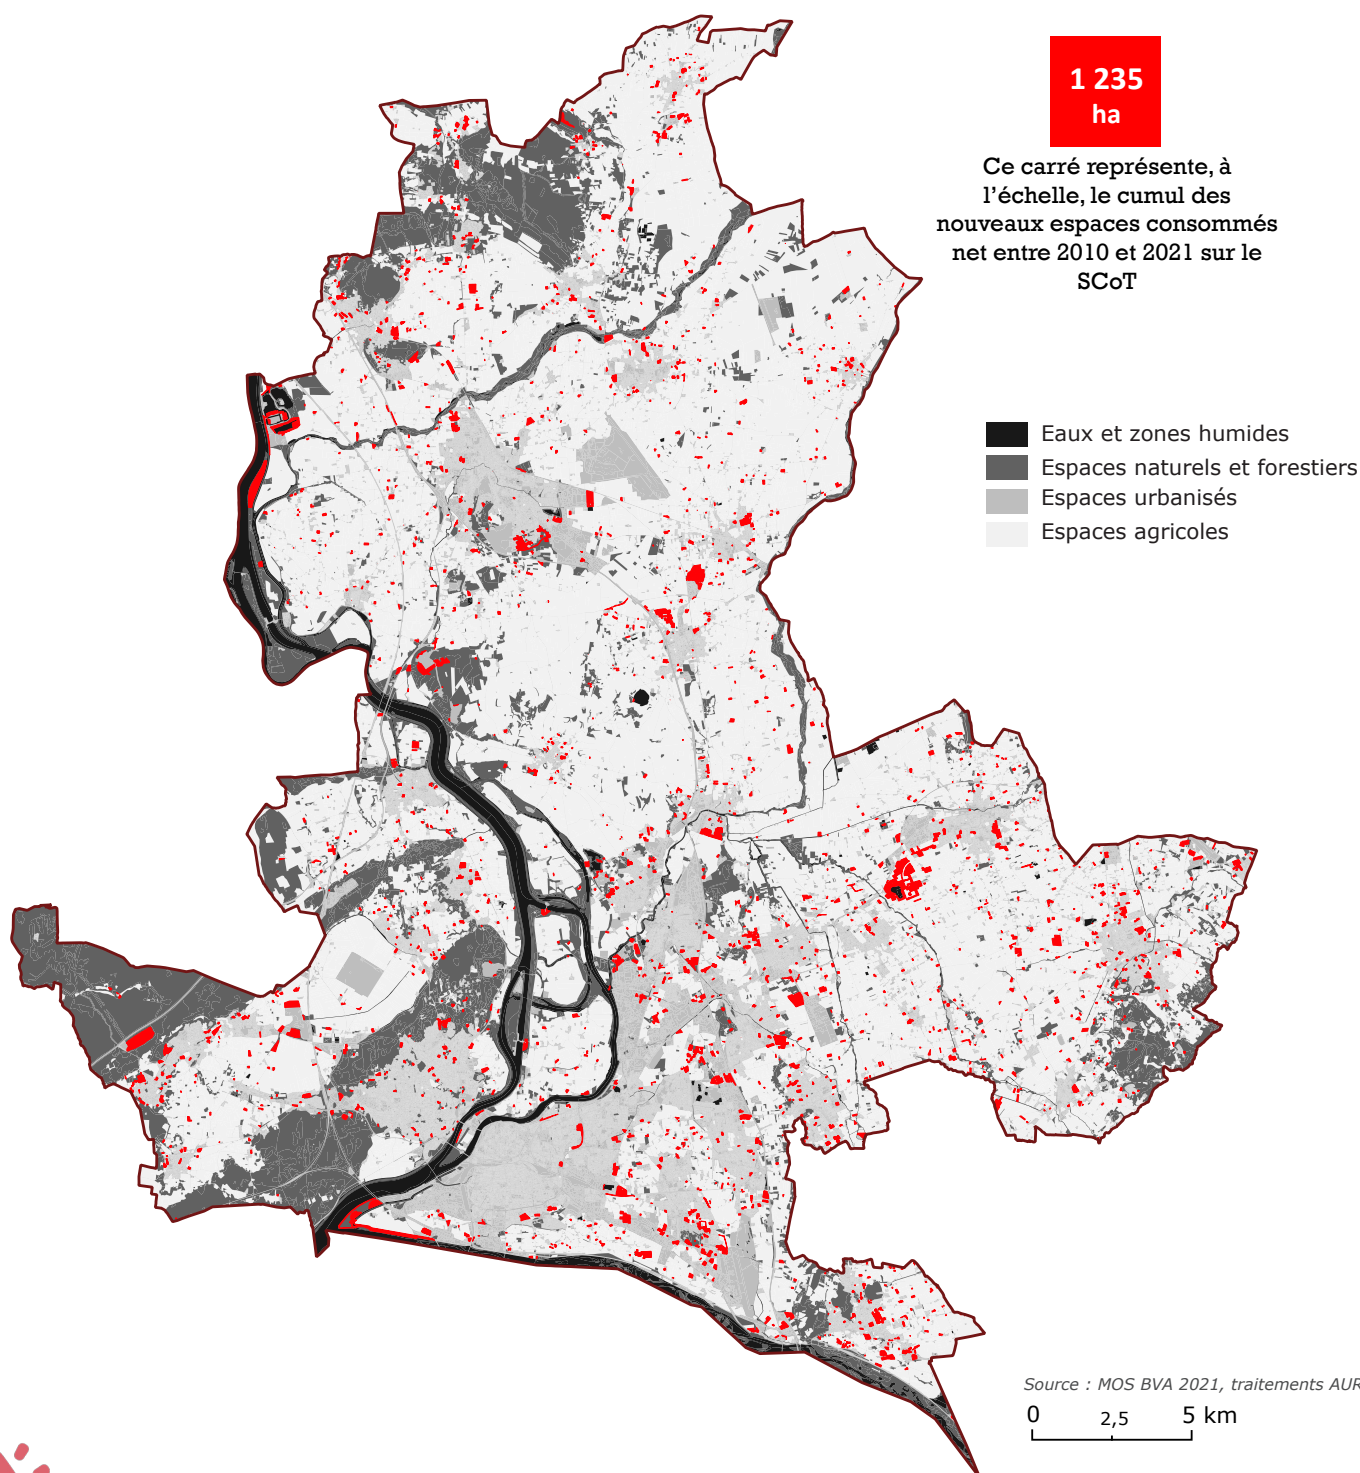 1 235
ha
Ce carré représente, à
l'échelle, le cumul des
nouveaux espaces consommés
net entre 2010 et 2021 sur le
SCoT
Eaux et zones humides
Espaces naturels et forestiers
Espaces urbanisés
Espaces agricoles
Source : MOS BVA 2021, traitements AUR
0 2,5 5 km